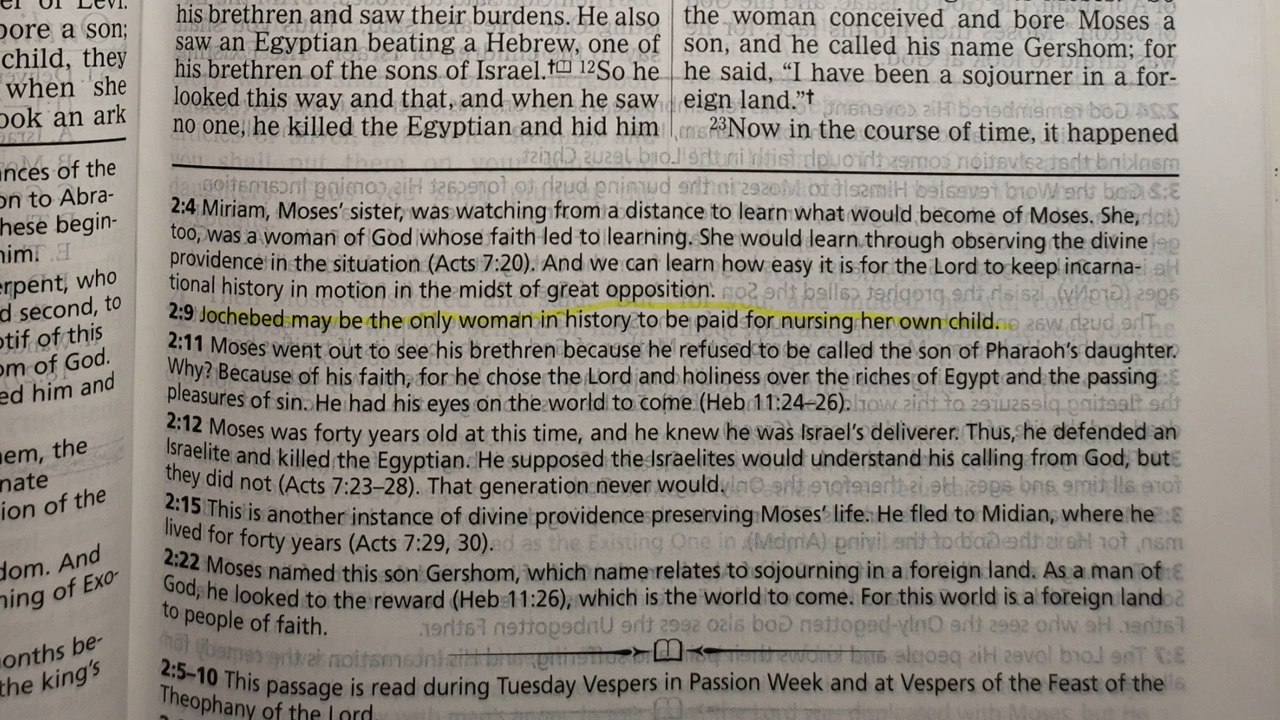 er of Levi.
bore a son;
child, they
when she
ook an ark
nces of the
on to Abra-
hese begin-
him.
erpent, who
d second, to
otif of this
om of God.
ed him and
em, the
nate
ion of the
dom. And
ning of Exo-
onths be-
the king's
his brethren and saw their burdens. He also
saw an Egyptian beating a Hebrew, one of
his brethren of the sons of Israel.† 12So he
looked this way and that, and when he saw
no one, he killed the Egyptian and hid him
the woman conceived and bore Moses a
son, and he called his name Gershom; for
he said, “I have been a sojourner in a for-
eign land.”†
23Now in the course of time, it happened
2:4 Miriam, Moses’ sister, was watching from a distance to learn what would become of Moses. She,
too, was a woman of God whose faith led to learning. She would learn through observing the divine
providence in the situation (Acts 7:20). And we can learn how easy it is for the Lord to keep incarna-
tional history in motion in the midst of great opposition.
2:9 Jochebed may be the only woman in history to be paid for nursing her own child.
2:11 Moses went out to see his brethren because he refused to be called the son of Pharaoh’s daughter.
Why? Because of his faith, for he chose the Lord and holiness over the riches of Egypt and the passing
pleasures of sin. He had his eyes on the world to come (Heb 11:24–26).
2:12 Moses was forty years old at this time, and he knew he was Israel’s deliverer. Thus, he defended an
Israelite and killed the Egyptian. He supposed the Israelites would understand his calling from God, but
they did not (Acts 7:23–28). That generation never would.
2:15 This is another instance of divine providence preserving Moses’ life. He fled to Midian, where he
lived for forty years (Acts 7:29, 30).
2:22 Moses named this son Gershom, which name relates to sojourning in a foreign land. As a man of
God, he looked to the reward (Heb 11:26), which is the world to come. For this world is a foreign land
to people of faith.
2:5–10 This passage is read during Tuesday Vespers in Passion Week and at Vespers of the Feast of the
Theophany of the Lord